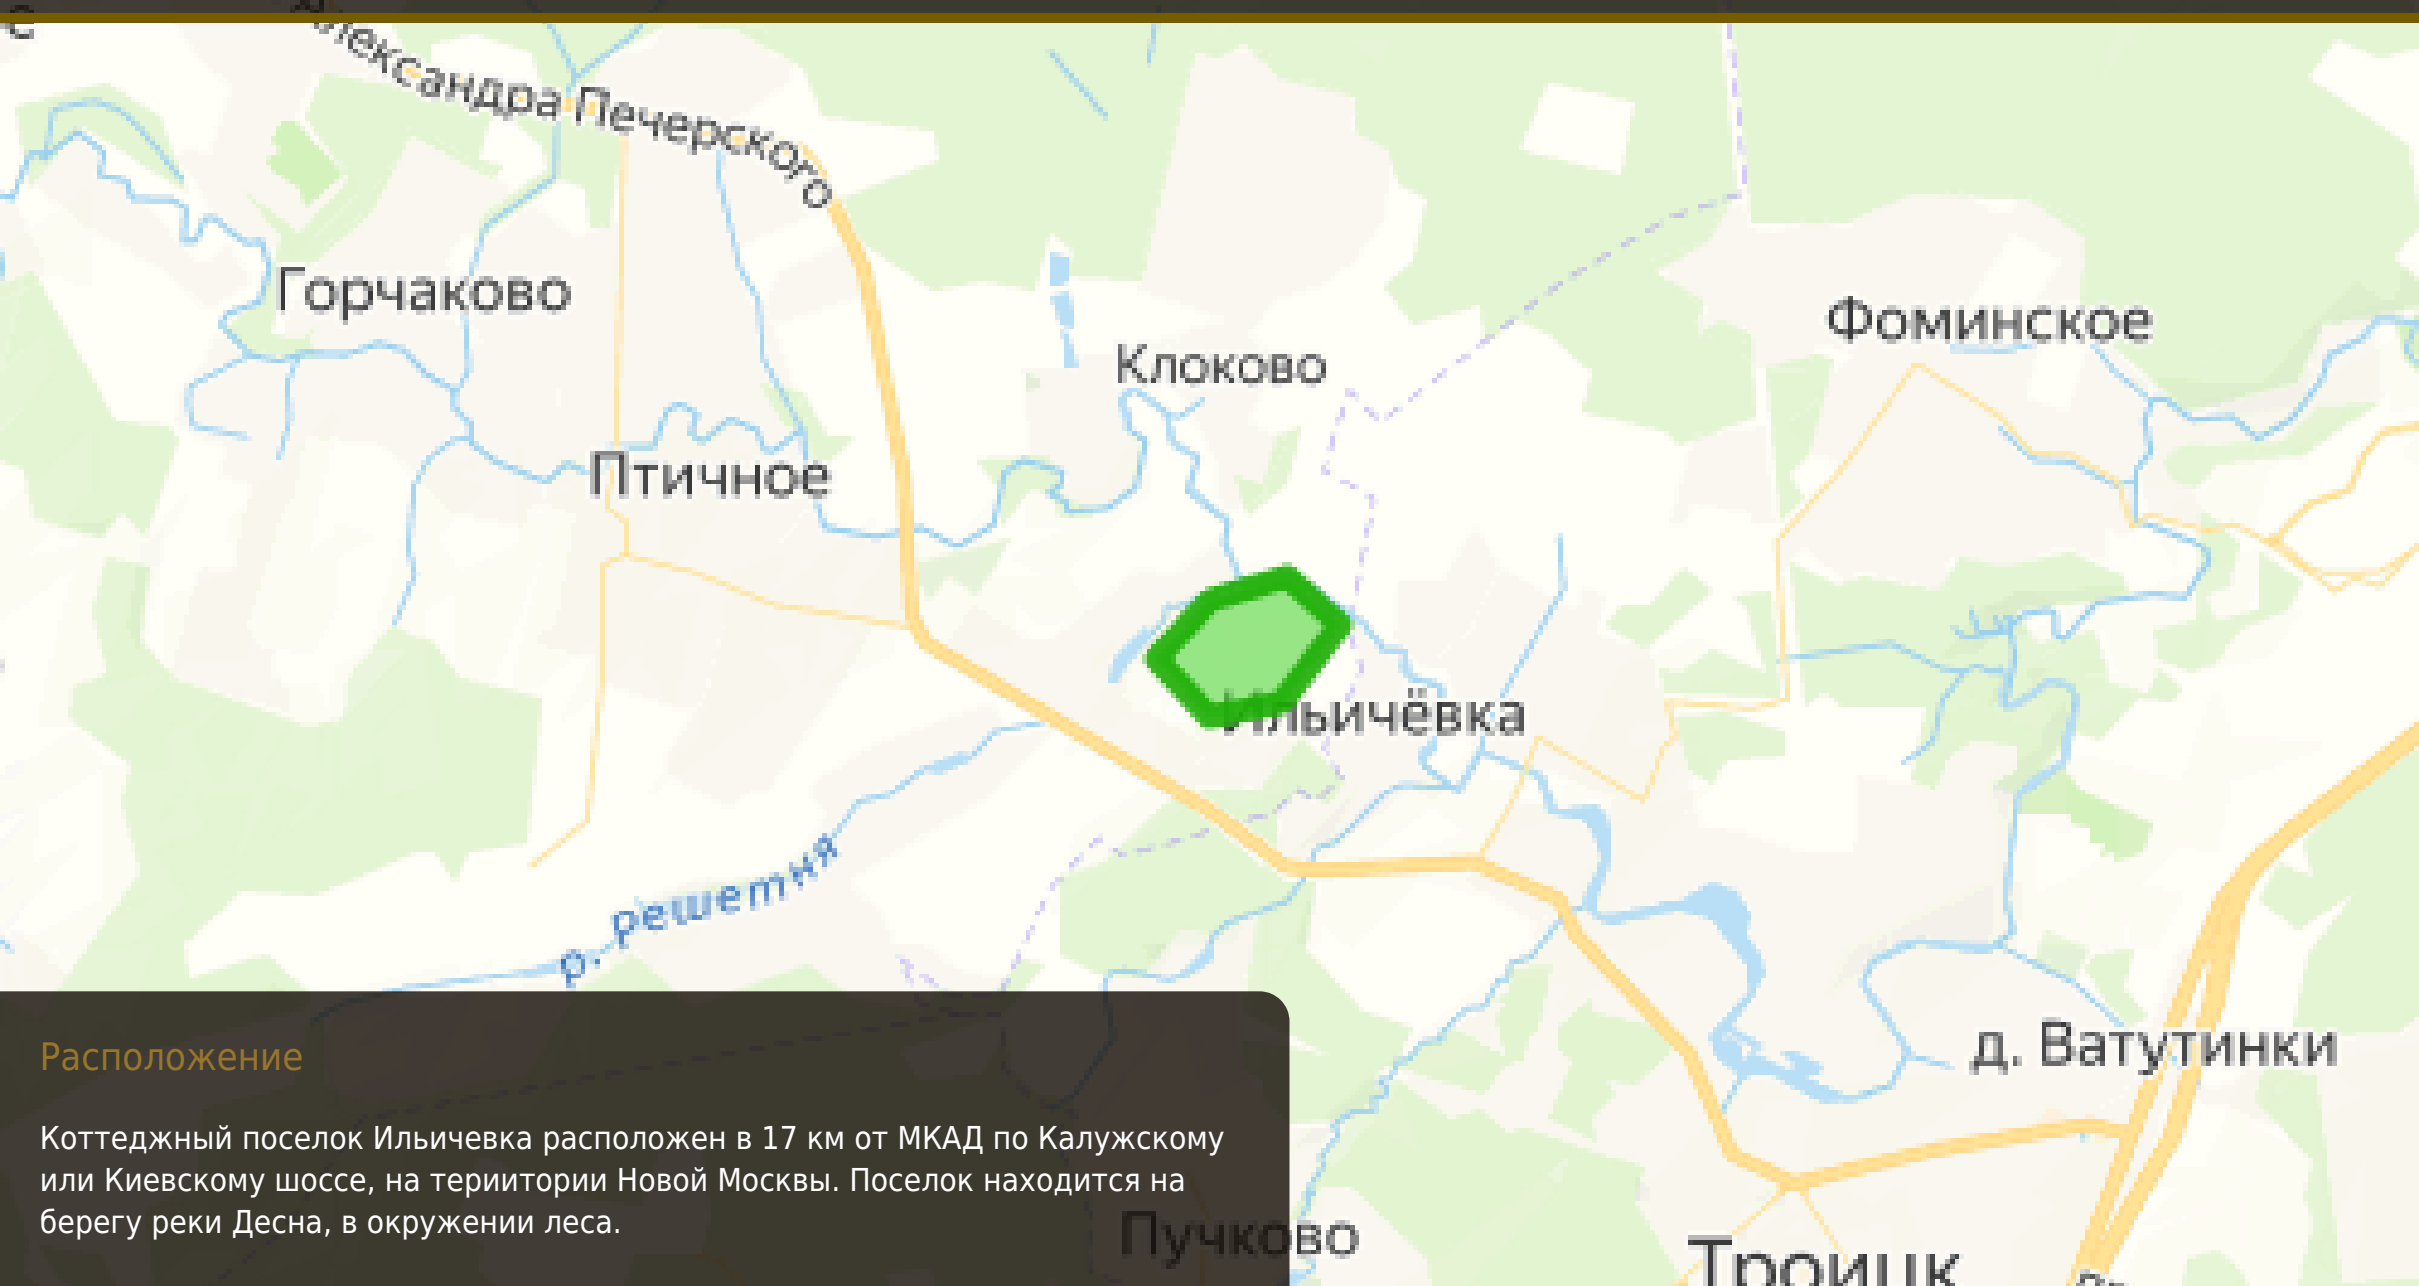 Александра Печерского
Горчаково
Фоминское
Клоково
Птичное
Ильичёвка
р. решетня
д. Ватутинки
Расположение
Коттеджный поселок Ильичевка расположен в 17 км от МКАД по Калужскому
или Киевскому шоссе, на териитории Новой Москвы. Поселок находится на
берегу реки Десна, в окружении леса.
Пучково
Троицк